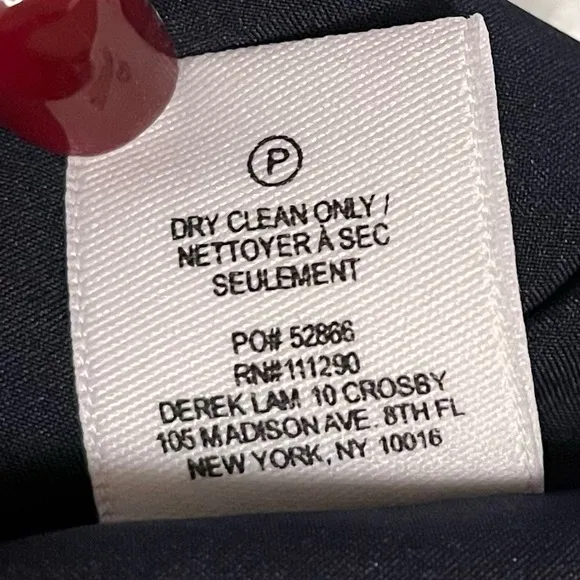 P
DRY CLEAN ONLY /
NETTOYER À SEC
SEULEMENT
PO# 52866
RN#111290
DEREK LAM 10 CROSBY
105 MADISON AVE. 8TH FL
NEW YORK, NY 10016